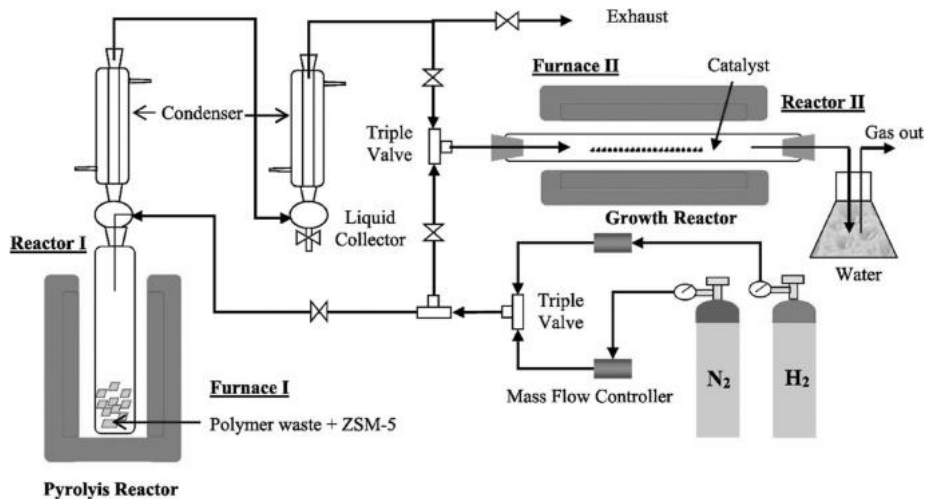 Exhaust
Furnace II
Catalyst
Reactor II
Condenser
Triple
Valve
Gas out
Growth Reactor
Liquid
Collector
Reactor I
Water
Triple
Valve
Furnace I
Mass Flow Controller
N₂
H₂
Polymer waste + ZSM-5
Pyrolyis Reactor